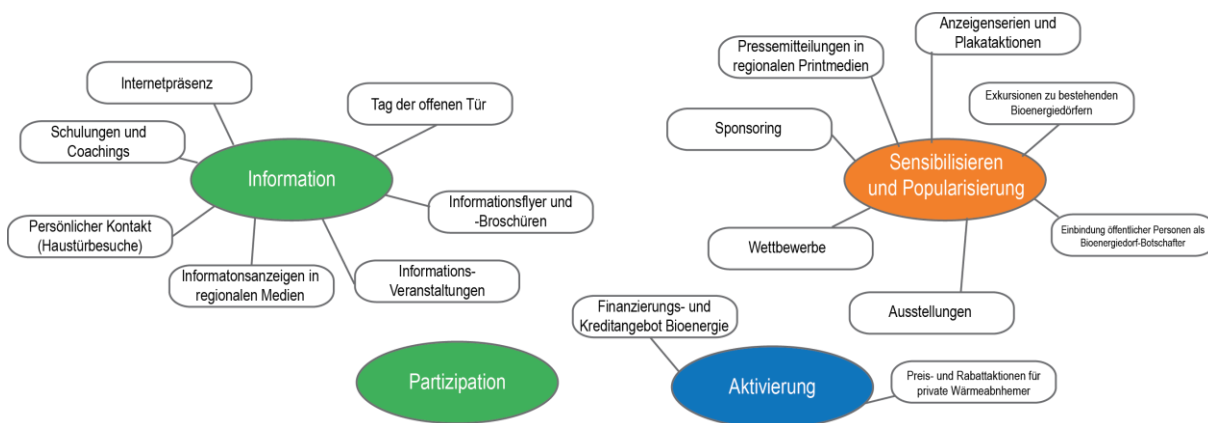 Internetpräsenz
Tag der offenen Tür
Schulungen und
Coachings
Information
Informationsflyer und
-Broschüren
Persönlicher Kontakt
(Haustürbesuche)
Informatonsanzeigen in
regionalen Medien
Informations-
Veranstaltungen
Anzeigenserien und
Plakataktionen
Pressemitteilungen in
regionalen Printmedien
Exkursionen zu bestehenden
Bioenergiedörfern
Sponsoring
Sensibilisieren
und Popularisierung
Einbindung öffentlicher Personen als
Bioenergiedorf-Botschafter
Wettbewerbe
Ausstellungen
Partizipation
Finanzierungs- und
Kreditangebot Bioenergie
Aktivierung
Preis- und Rabattaktionen für
private Wärmeabnhemer